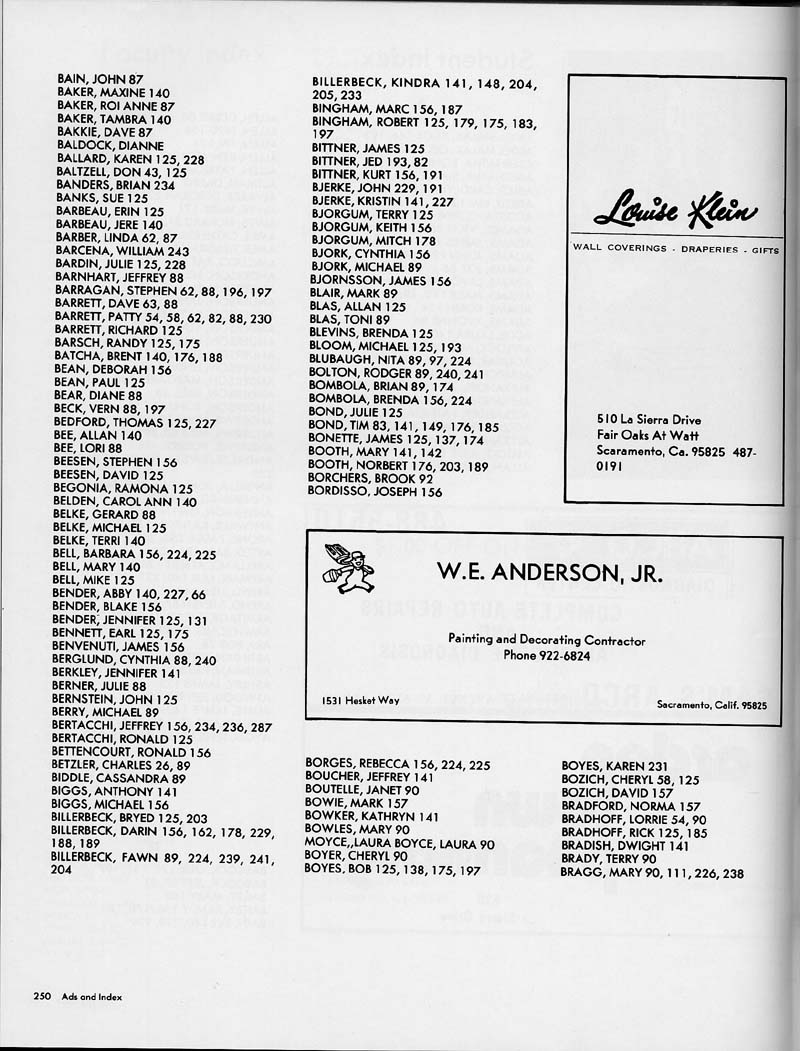 BAIN, JOHN 87
BAKER, MAXINE 140
BAKER, ROI ANNE 87
BAKER, TAMBRA 140
BAKKIE, DAVE 87
BALDOCK, DIANNE
BALLARD, KAREN 125, 228
BALTZELL, DON 43, 125
BANDERS, BRIAN 234
BANKS, SUE 125
BARBEAU, ERIN 125
BARBEAU, JERE 140
BARBER, LINDA 62, 87
BARCENA, WILLIAM 243
BARDIN, JULIE 125, 228
BARNHART, JEFFREY 88
BARRAGAN, STEPHEN 62, 88, 196, 197
BARRETT, DAVE 63, 88
BARRETT, PATTY 54, 58, 62, 82, 88, 230
BARRETT, RICHARD 125
BARSCH, RANDY 125, 175
BATCHA, BRENT 140, 176, 188
BEAN, DEBORAH 156
BEAN, PAUL 125
BEAR, DIANE 88
BECK, VERN 88, 197
BEDFORD, THOMAS 125, 227
BEE, ALLAN 140
BEE, LORI 88
BEESEN, STEPHEN 156
BEESEN, DAVID 125
BEGONIA, RAMONA 125
BELDEN, CAROL ANN 140
BELKE, GERARD 88
BELKE, MICHAEL 125
BELKE, TERRI 140
BELL, BARBARA 156, 224, 225
BELL, MARY 140
BELL, MIKE 125
BENDER, ABBY 140, 227, 66
BENDER, BLAKE 156
BENDER, JENNIFER 125, 131
BENNETT, EARL 125, 175
BENVENUTI, JAMES 156
BERGLUND, CYNTHIA 88, 240
BERKLEY, JENNIFER 141
BERNER, JULIE 88
BERNSTEIN, JOHN 125
BERRY, MICHAEL 89
BERTACCHI, JEFFREY 156, 234, 236, 287
BERTACCHI, RONALD 125
BETTENCOURT, RONALD 156
BETZLER, CHARLES 26, 89
BIDDLE, CASSANDRA 89
BIGGS, ANTHONY 141
BIGGS, MICHAEL 156
BILLERBECK, BRYED 125, 203
BILLERBECK, DARIN 156, 162, 178, 229,
188, 189
BILLERBECK, FAWN 89, 224, 239, 241,
204
BILLERBECK, KINDRA 141, 148, 204,
205, 233
BINGHAM, MARC 156, 187
BINGHAM, ROBERT 125, 179, 175, 183,
197
BITTNER, JAMES 125
BITTNER, JED 193, 82
BITTNER, KURT 156, 191
BJERKE, JOHN 229, 191
BJERKE, KRISTIN 141, 227
BJORGUM, TERRY 125
BJORGUM, KEITH 156
BJORGUM, MITCH 178
BJORK, CYNTHIA 156
BJORK, MICHAEL 89
BJORNSSON, JAMES 156
BLAIR, MARK 89
BLAS, ALLAN 125
BLAS, TONI 89
BLEVINS, BRENDA 125
BLOOM, MICHAEL 125, 193
BLUBAUGH, NITA 89, 97, 224
BOLTON, RODGER 89, 240, 241
BOMBOLA, BRIAN 89, 174
BOMBOLA, BRENDA 156, 224
BOND, JULIE 125
BOND, TIM 83, 141, 149, 176, 185
BONETTE, JAMES 125, 137, 174
BOOTH, MARY 141, 142
BOOTH, NORBERT 176, 203, 189
BORCHERS, BROOK 92
BORDISSO, JOSEPH 156
Louise Klein
WALL COVERINGS - DRAPERIES - GIFTS
510 La Sierra Drive
Fair Oaks At Watt
Scaramento, Ca. 95825 487-
0191
W.E. ANDERSON, JR.
Painting and Decorating Contractor
Phone 922-6824
1531 Hesket Way
Sacramento, Calif. 95825
BORGES, REBECCA 156, 224, 225
BOUCHER, JEFFREY 141
BOUTELLE, JANET 90
BOWIE, MARK 157
BOWKER, KATHRYN 141
BOWLES, MARY 90
MOYCE,,LAURA BOYCE, LAURA 90
BOYER, CHERYL 90
BOYES, BOB 125, 138, 175, 197
BOYES, KAREN 231
BOZICH, CHERYL 58, 125
BOZICH, DAVID 157
BRADFORD, NORMA 157
BRADHOFF, LORRIE 54, 90
BRADHOFF, RICK 125, 185
BRADISH, DWIGHT 141
BRADY, TERRY 90
BRAGG, MARY 90, 111, 226, 238
250 Ads and Index